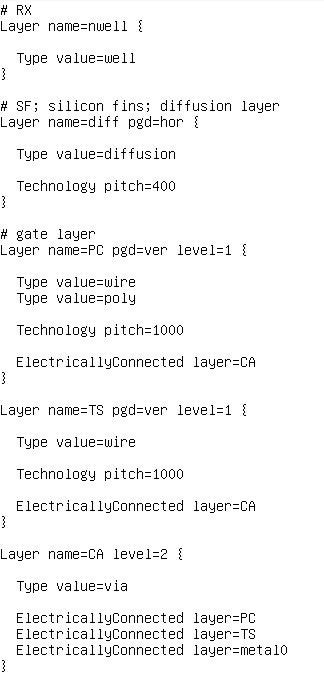 # RX
Layer name=nwell {
Type value=well
}
# SF; silicon fins; diffusion layer
Layer name=diff pgd=hor {
Type value=diffusion
Technology pitch=400
}
# gate layer
Layer name=PC pgd=ver level=1 {
Type value=wire
Type value=poly
Technology pitch=1000
ElectricallyConnected layer=CA
}
Layer name=TS pgd=ver level=1 {
Type value=wire
Technology pitch=1000
ElectricallyConnected layer=CA
}
Layer name=CA level=2 {
Type value=via
ElectricallyConnected layer=PC
ElectricallyConnected layer=TS
ElectricallyConnected layer=metal0
}